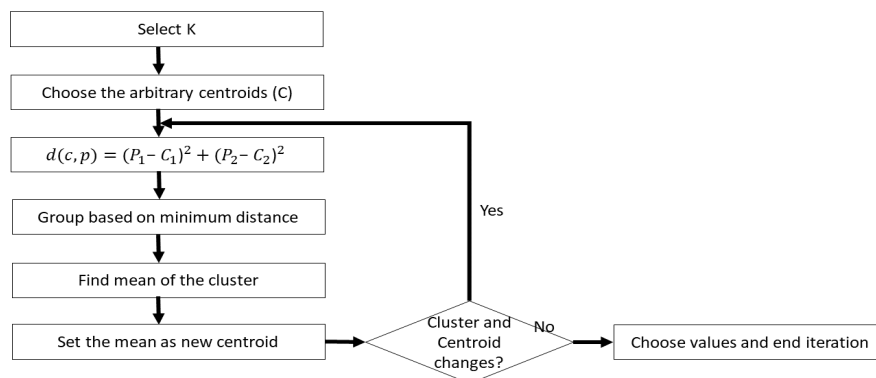 Select K
Choose the arbitrary centroids (C)
𝑑(𝑐, 𝑝) = (𝑃₁– 𝐶₁)² + (𝑃₂– 𝐶₂)²
Group based on minimum distance
Yes
Find mean of the cluster
Set the mean as new centroid
Cluster and
Centroid
changes?
No
Choose values and end iteration